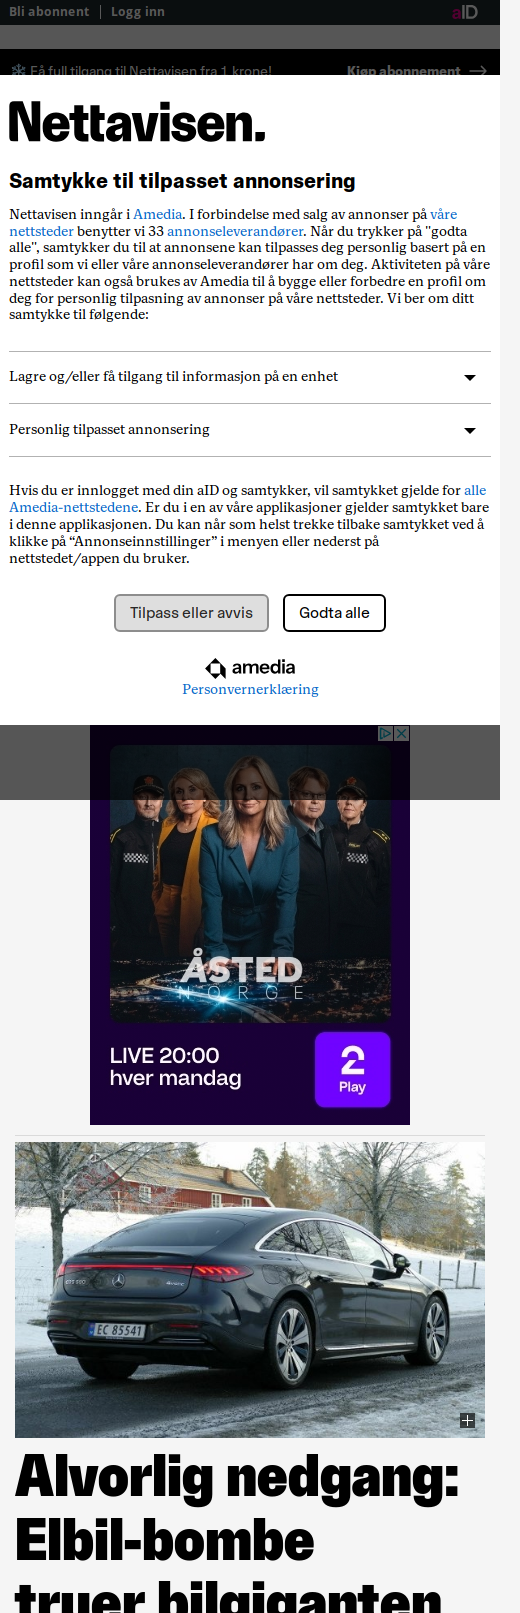 Bli abonnent | Logg inn
aID
Få full tilgang til Nettavisen fra 1 krone!
Kjøp abonnement
Nettavisen.
Samtykke til tilpasset annonsering
Nettavisen inngår i Amedia. I forbindelse med salg av annonser på våre
nettsteder benytter vi 33 annonseleverandører. Når du trykker på "godta
alle", samtykker du til at annonsene kan tilpasses deg personlig basert på en
profil som vi eller våre annonseleverandører har om deg. Aktiviteten på våre
nettsteder kan også brukes av Amedia til å bygge eller forbedre en profil om
deg for personlig tilpasning av annonser på våre nettsteder. Vi ber om ditt
samtykke til følgende:
Lagre og/eller få tilgang til informasjon på en enhet
Personlig tilpasset annonsering
Hvis du er innlogget med din aID og samtykker, vil samtykket gjelde for alle
Amedia-nettstedene. Er du i en av våre applikasjoner gjelder samtykket bare
i denne applikasjonen. Du kan når som helst trekke tilbake samtykket ved å
klikke på “Annonseinnstillinger” i menyen eller nederst på
nettstedet/appen du bruker.
Tilpass eller avvis
Godta alle
amedia
Personvernerklæring
ÅSTED
NORGE
LIVE 20:00
hver mandag
2
Play
EC 85541
Alvorlig nedgang:
Elbil-bombe
truer bilgiganten